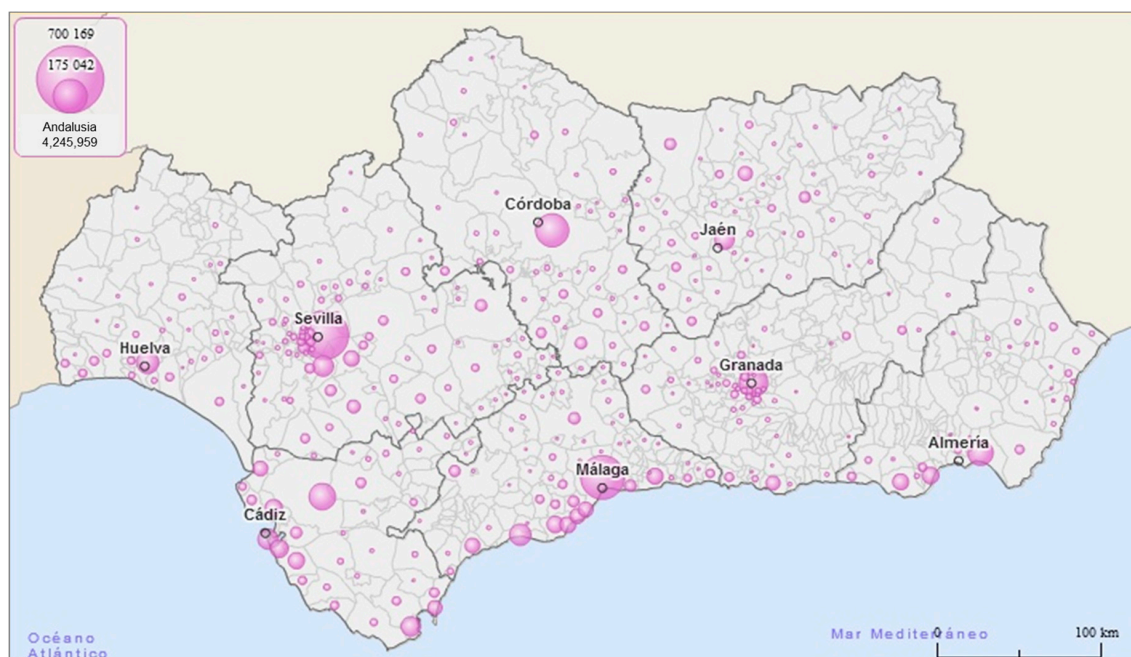 700 169
175 042
Andalusia
4,245,959
Córdoba
Jaén
Sevilla
Huelva
Granada
Almería
Málaga
Cádiz
Océano
Atlántico
Mar Mediterráneo
0
100 km